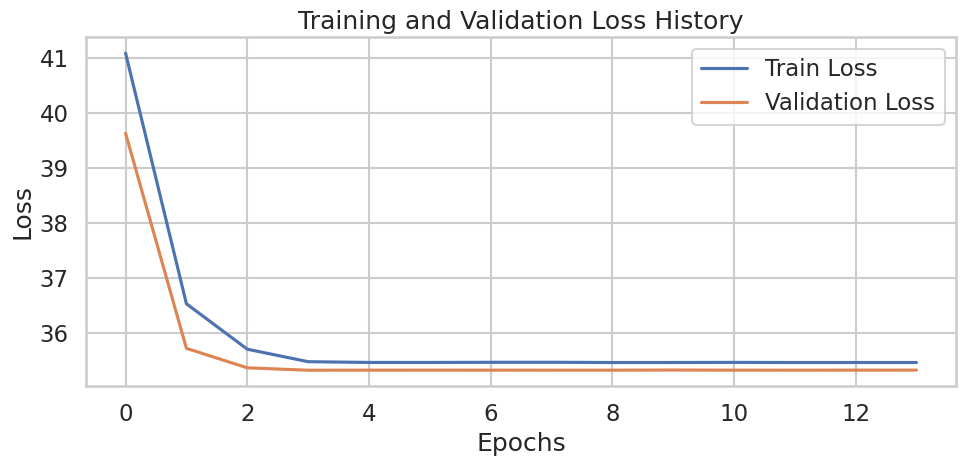 Training and Validation Loss History
Train Loss
Validation Loss
41
40
39
38
37
36
Loss
0 2 4 6 8 10 12
Epochs